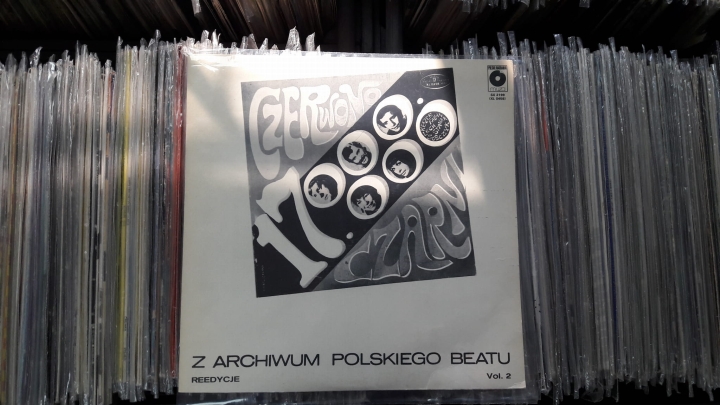 CZERWONO
CZARNI
17
Z ARCHIWUM POLSKIEGO BEATU
REEDYCJE
Vol. 2